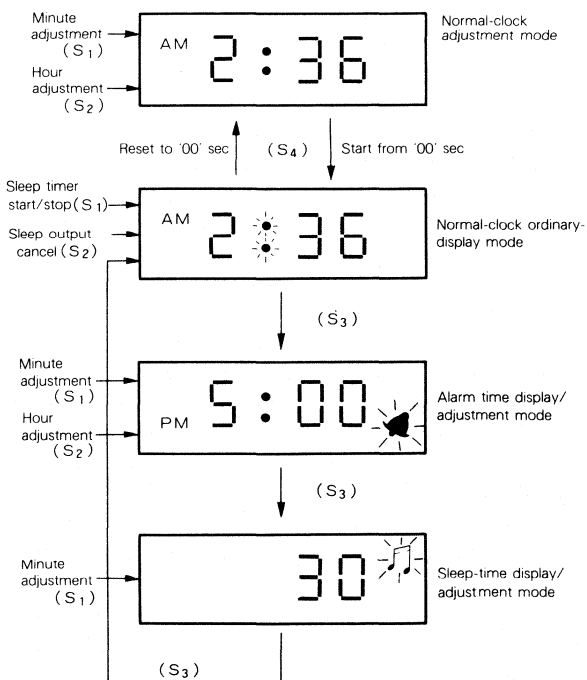 Minute
adjustment
(S1)
Hour
adjustment
(S2)
AM 2:36
Normal-clock
adjustment mode
Reset to '00' sec
(S4)
Start from '00' sec
Sleep timer
start/stop(S1)
Sleep output
cancel(S2)
AM 2:36
Normal-clock ordinary-
display mode
(S3)
Minute
adjustment
(S1)
Hour
adjustment
(S2)
PM 5:00
Alarm time display/
adjustment mode
(S3)
Minute
adjustment
(S1)
30
Sleep-time display/
adjustment mode
(S3)